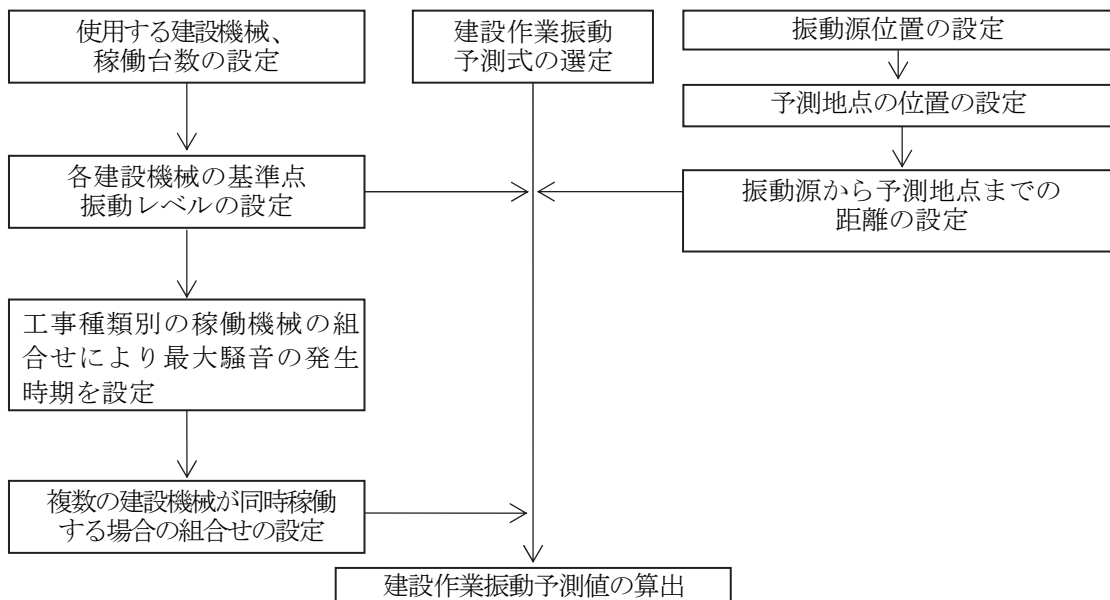 使用する建設機械、
稼働台数の設定
各建設機械の基準点
振動レベルの設定
工事種類別の稼働機械の組
合せにより最大騒音の発生
時期を設定
複数の建設機械が同時稼働
する場合の組合せの設定
建設作業振動
予測式の選定
振動源位置の設定
予測地点の位置の設定
振動源から予測地点までの
距離の設定
建設作業振動予測値の算出